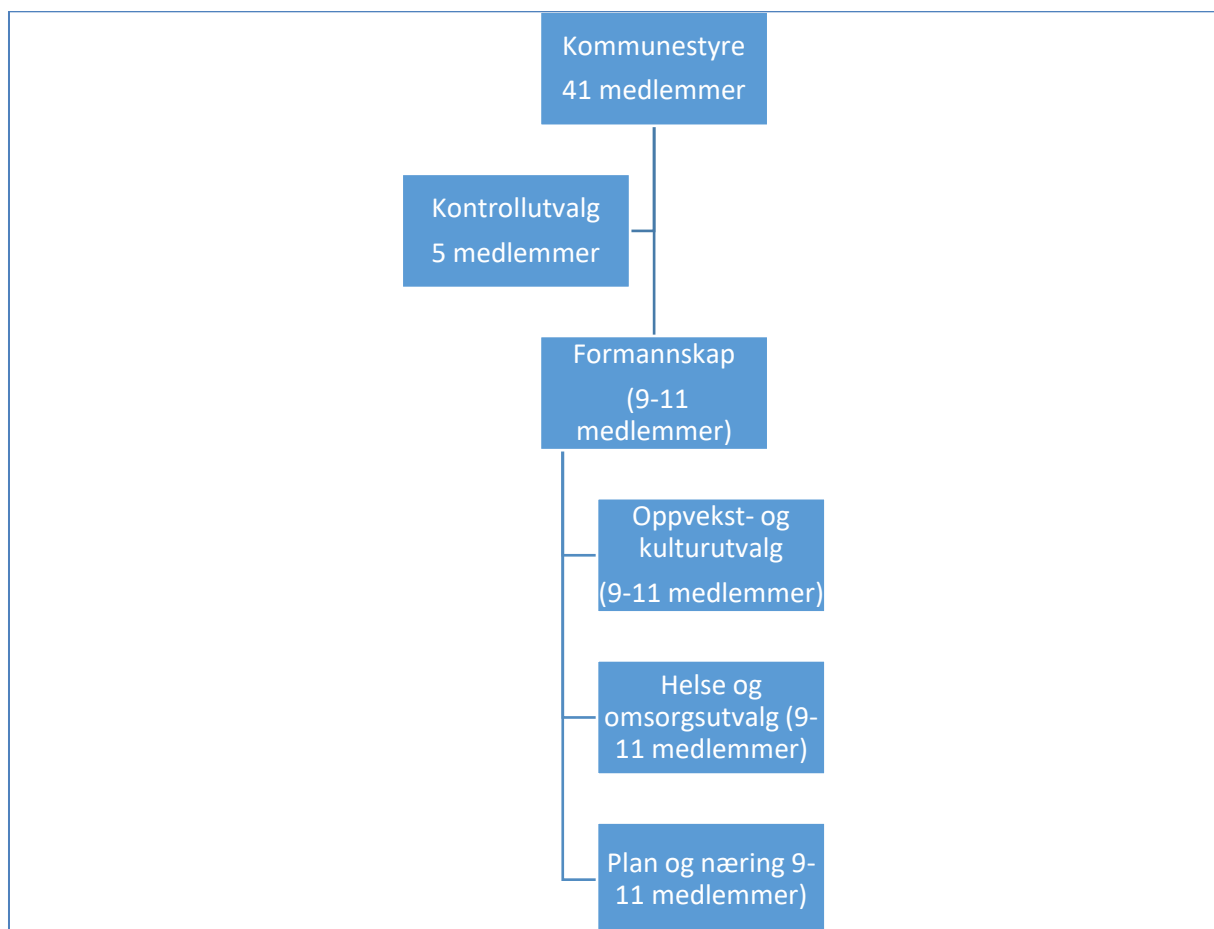 Kommunestyre
41 medlemmer
Kontrollutvalg
5 medlemmer
Formannskap
(9-11
medlemmer)
Oppvekst- og
kulturutvalg
(9-11 medlemmer)
Helse og
omsorgsutvalg (9-
11 medlemmer)
Plan og næring 9-
11 medlemmer)